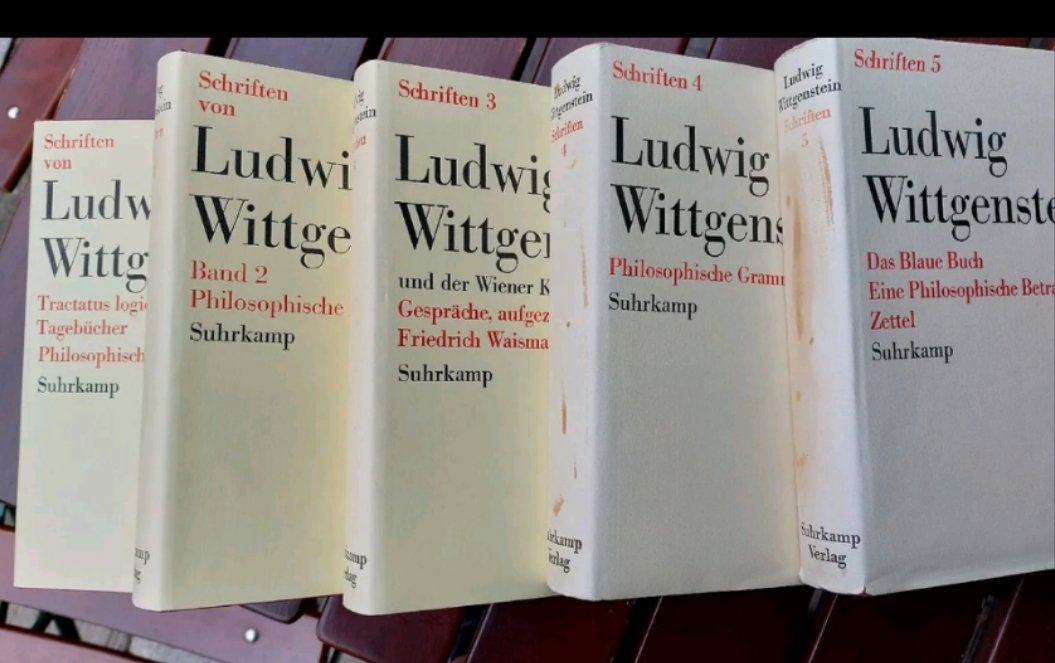 Schriften
von
Ludw
Wittg
Tractatus logi
Tagebücher
Philosophisch
Suhrkamp
Schriften
von
Ludwi
Wittge
Band 2
Philosophische
Suhrkamp
Schriften 3
Ludwig
Wittger
und der Wiener K
Gespräche, aufgez
Friedrich Waisma
Suhrkamp
Ludwig
Wittgenstein
Schriften
4
Suhrkamp
Verlag
Schriften 4
Ludwig
Wittgens
Philosophische Gram
Suhrkamp
Ludwig
Wittgenstein
Schriften
5
Suhrkamp
Verlag
Schriften 5
Ludwig
Wittgenste
Das Blaue Buch
Eine Philosophische Betra
Zettel
Suhrkamp